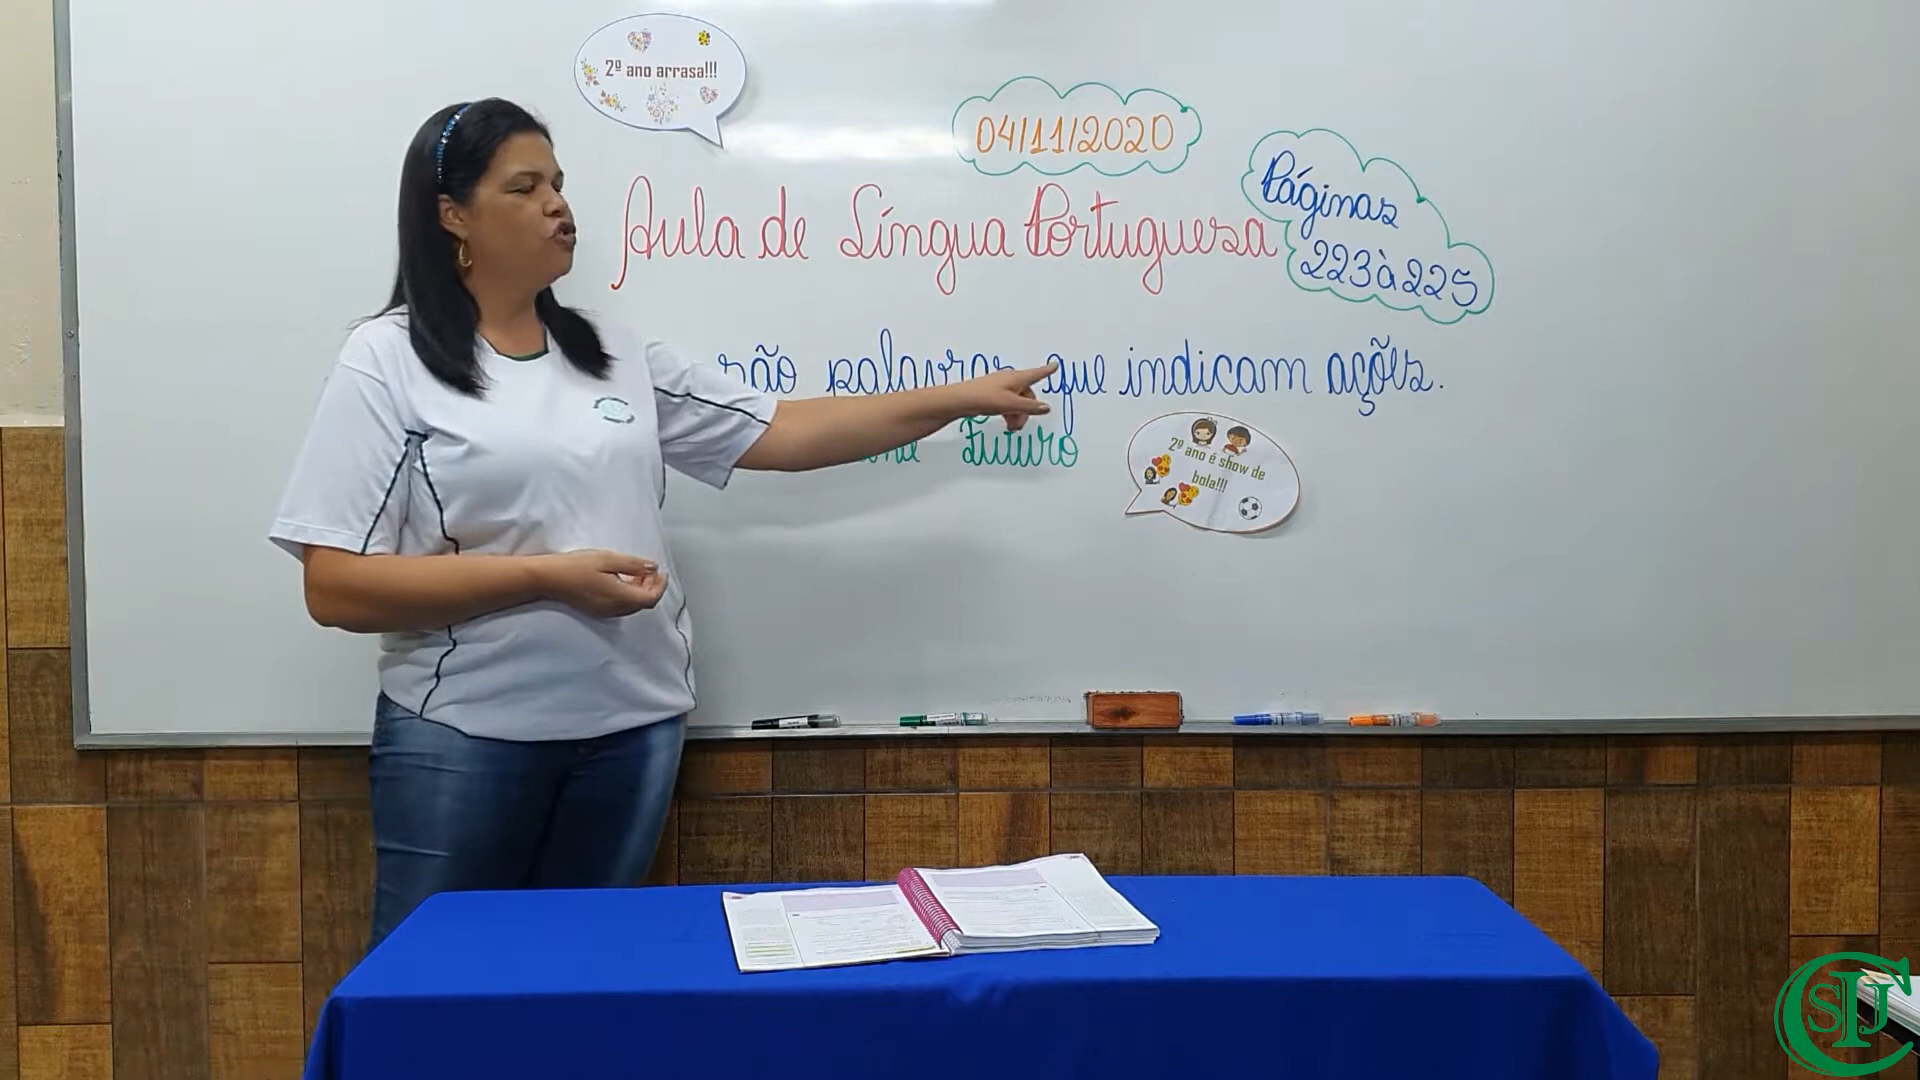 2º ano arrasa!!!
04/11/2020
Aula de Língua Portuguesa
Páginas
223 à 225
são palavras que indicam ações.
Futuro
2º ano é show de
bola!!!